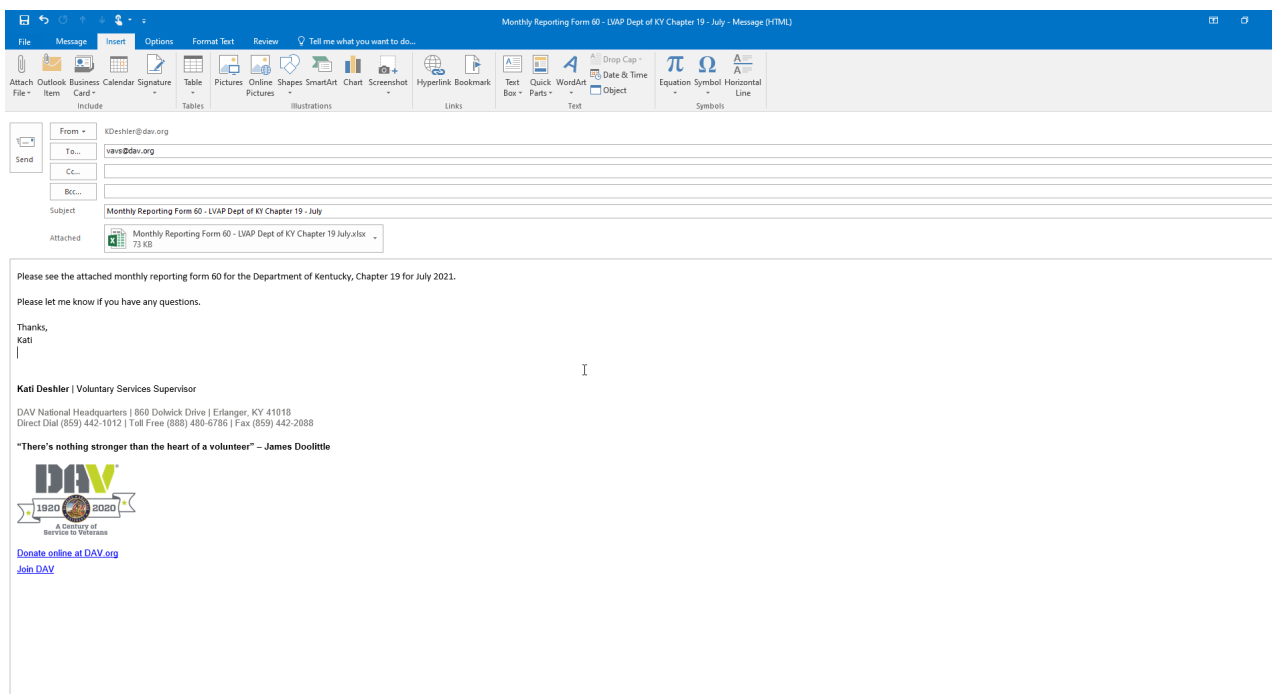 Monthly Reporting Form 60 - LVAP Dept of KY Chapter 19 - July - Message (HTML)
File Message Insert Options Format Text Review Tell me what you want to do...
Attach File Outlook Item Business Card Calendar Signature Table Pictures Online Pictures Shapes SmartArt Chart Screenshot Hyperlink Bookmark Text Box Quick Parts WordArt Drop Cap Date & Time Object Equation Symbol Horizontal Line
Include Tables Illustrations Links Text Symbols
Send
From KDeshler@dav.org
To... vavs@dav.org
Cc...
Bcc...
Subject Monthly Reporting Form 60 - LVAP Dept of KY Chapter 19 - July
Attached Monthly Reporting Form 60 - LVAP Dept of KY Chapter 19 July.xlsx
73 KB
Please see the attached monthly reporting form 60 for the Department of Kentucky, Chapter 19 for July 2021.
Please let me know if you have any questions.
Thanks,
Kati
Kati Deshler | Voluntary Services Supervisor
DAV National Headquarters | 860 Dolwick Drive | Erlanger, KY 41018
Direct Dial (859) 442-1012 | Toll Free (888) 480-6786 | Fax (859) 442-2088
“There’s nothing stronger than the heart of a volunteer” – James Doolittle
DAV
1920 2020
A Century of
Service to Veterans
Donate online at DAV.org
Join DAV